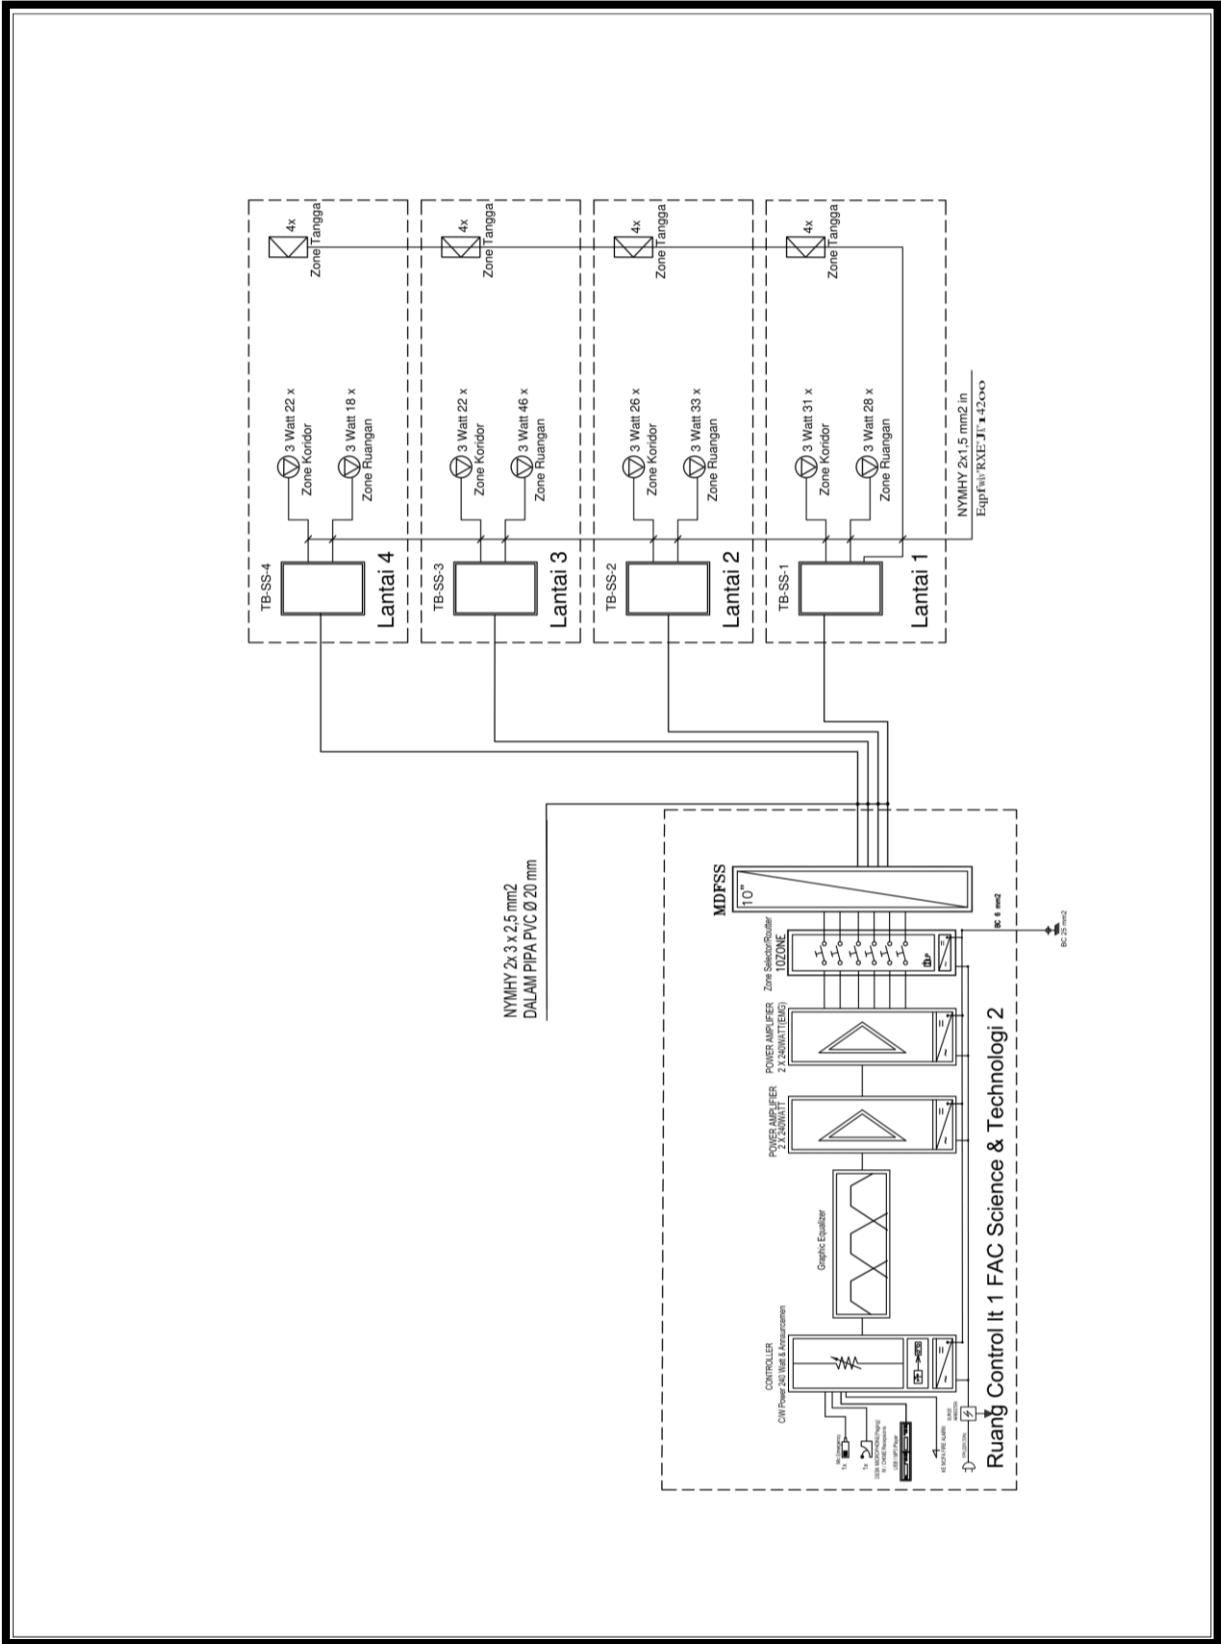 TB-SS-4
3 Watt 22 x
Zone Koridor
3 Watt 18 x
Zone Ruangan
4x
Zone Tangga
Lantai 4
TB-SS-3
3 Watt 22 x
Zone Koridor
3 Watt 46 x
Zone Ruangan
4x
Zone Tangga
Lantai 3
TB-SS-2
3 Watt 26 x
Zone Koridor
3 Watt 33 x
Zone Ruangan
4x
Zone Tangga
Lantai 2
TB-SS-1
3 Watt 31 x
Zone Koridor
3 Watt 28 x
Zone Ruangan
4x
Zone Tangga
Lantai 1
NYMHY 2x1,5 mm2 in
NYMHY 2x 3 x 2,5 mm2
DALAM PIPA PVC Ø 20 mm
MDFSS
10"
Zone Selector/Routter
10ZONE
POWER AMPLIFIER
2 X 240WATT(EMG)
POWER AMPLIFIER
2 X 240WATT
Graphic Equalizer
CONTROLLER
C/W Power 240 Watt & Annauncemen
1x
1x
BC 6 mm2
BC 25 mm2
Ruang Control lt 1 FAC Science & Technologi 2